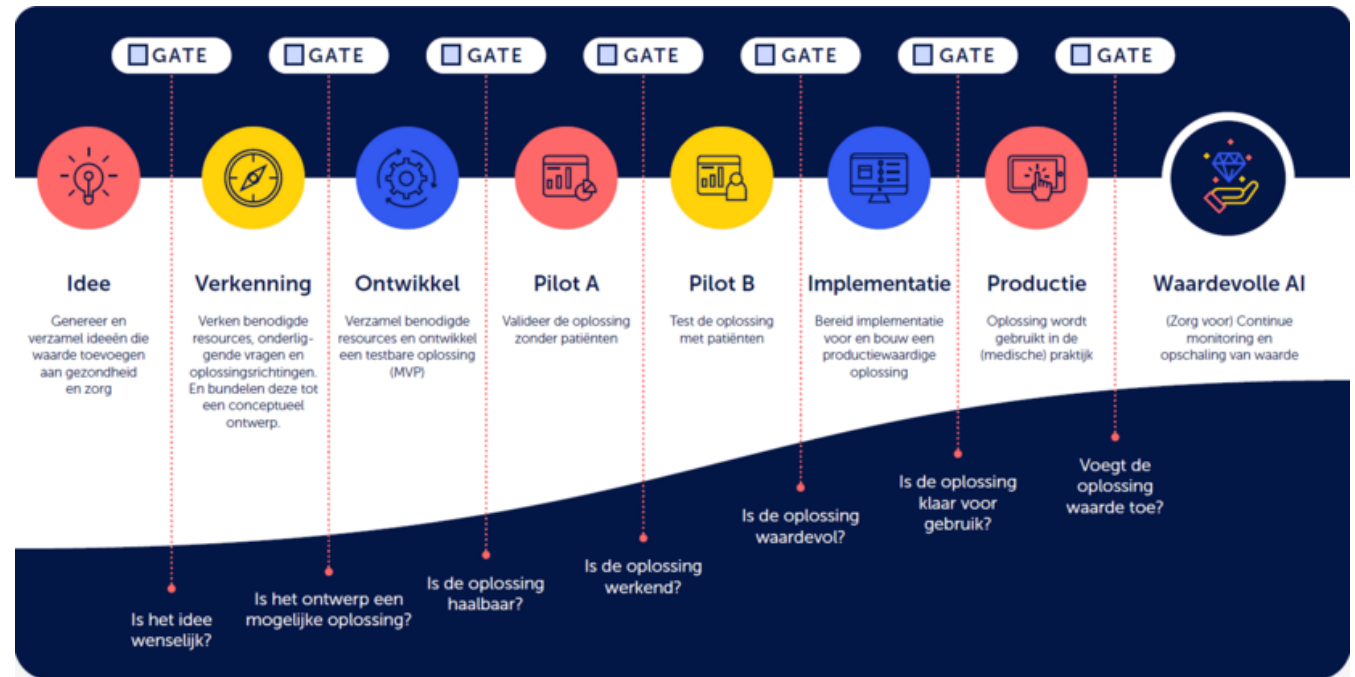 GATE
GATE
GATE
GATE
GATE
GATE
GATE
Idee
Genereer en
verzamel ideeën die
waarde toevoegen
aan gezondheid
en zorg
Verkenning
Verken benodigde
resources, onderlig-
gende vragen en
oplossingsrichtingen.
En bundelen deze tot
een conceptueel
ontwerp.
Ontwikkel
Verzamel benodigde
resources en ontwikkel
een testbare oplossing
(MVP)
Pilot A
Valideer de oplossing
zonder patiënten
Pilot B
Test de oplossing
met patiënten
Implementatie
Bereid implementatie
voor en bouw een
productiewaardige
oplossing
Productie
Oplossing wordt
gebruikt in de
(medische) praktijk
Waardevolle AI
(Zorg voor) Continue
monitoring en
opschaling van waarde
Is het idee
wenselijk?
Is het ontwerp een
mogelijke oplossing?
Is de oplossing
haalbaar?
Is de oplossing
werkend?
Is de oplossing
waardevol?
Is de oplossing
klaar voor
gebruik?
Voegt de
oplossing
waarde toe?